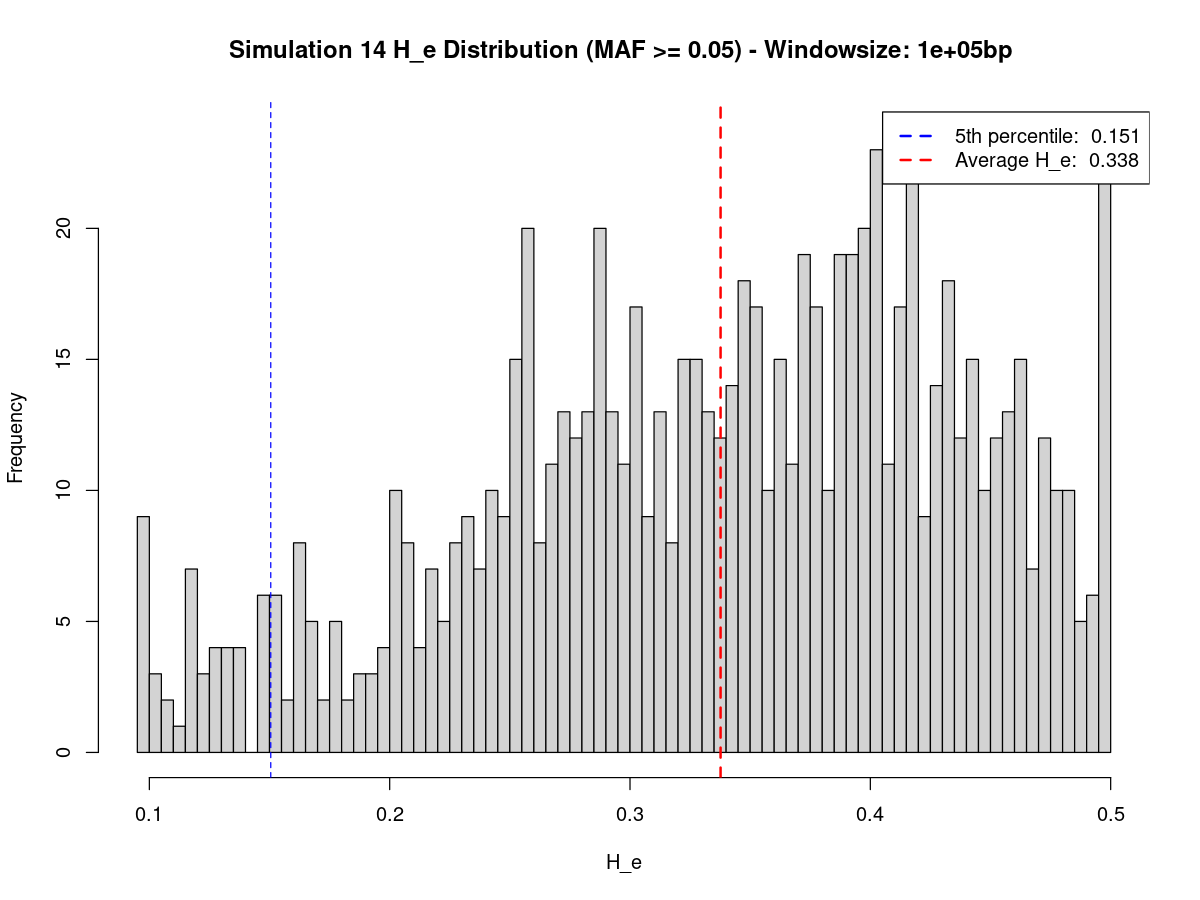 Simulation 14 H_e Distribution (MAF >= 0.05) - Windowsize: 1e+05bp
5th percentile: 0.151
Average H_e: 0.338
Frequency
20
15
10
5
0
0.1 0.2 0.3 0.4 0.5
H_e